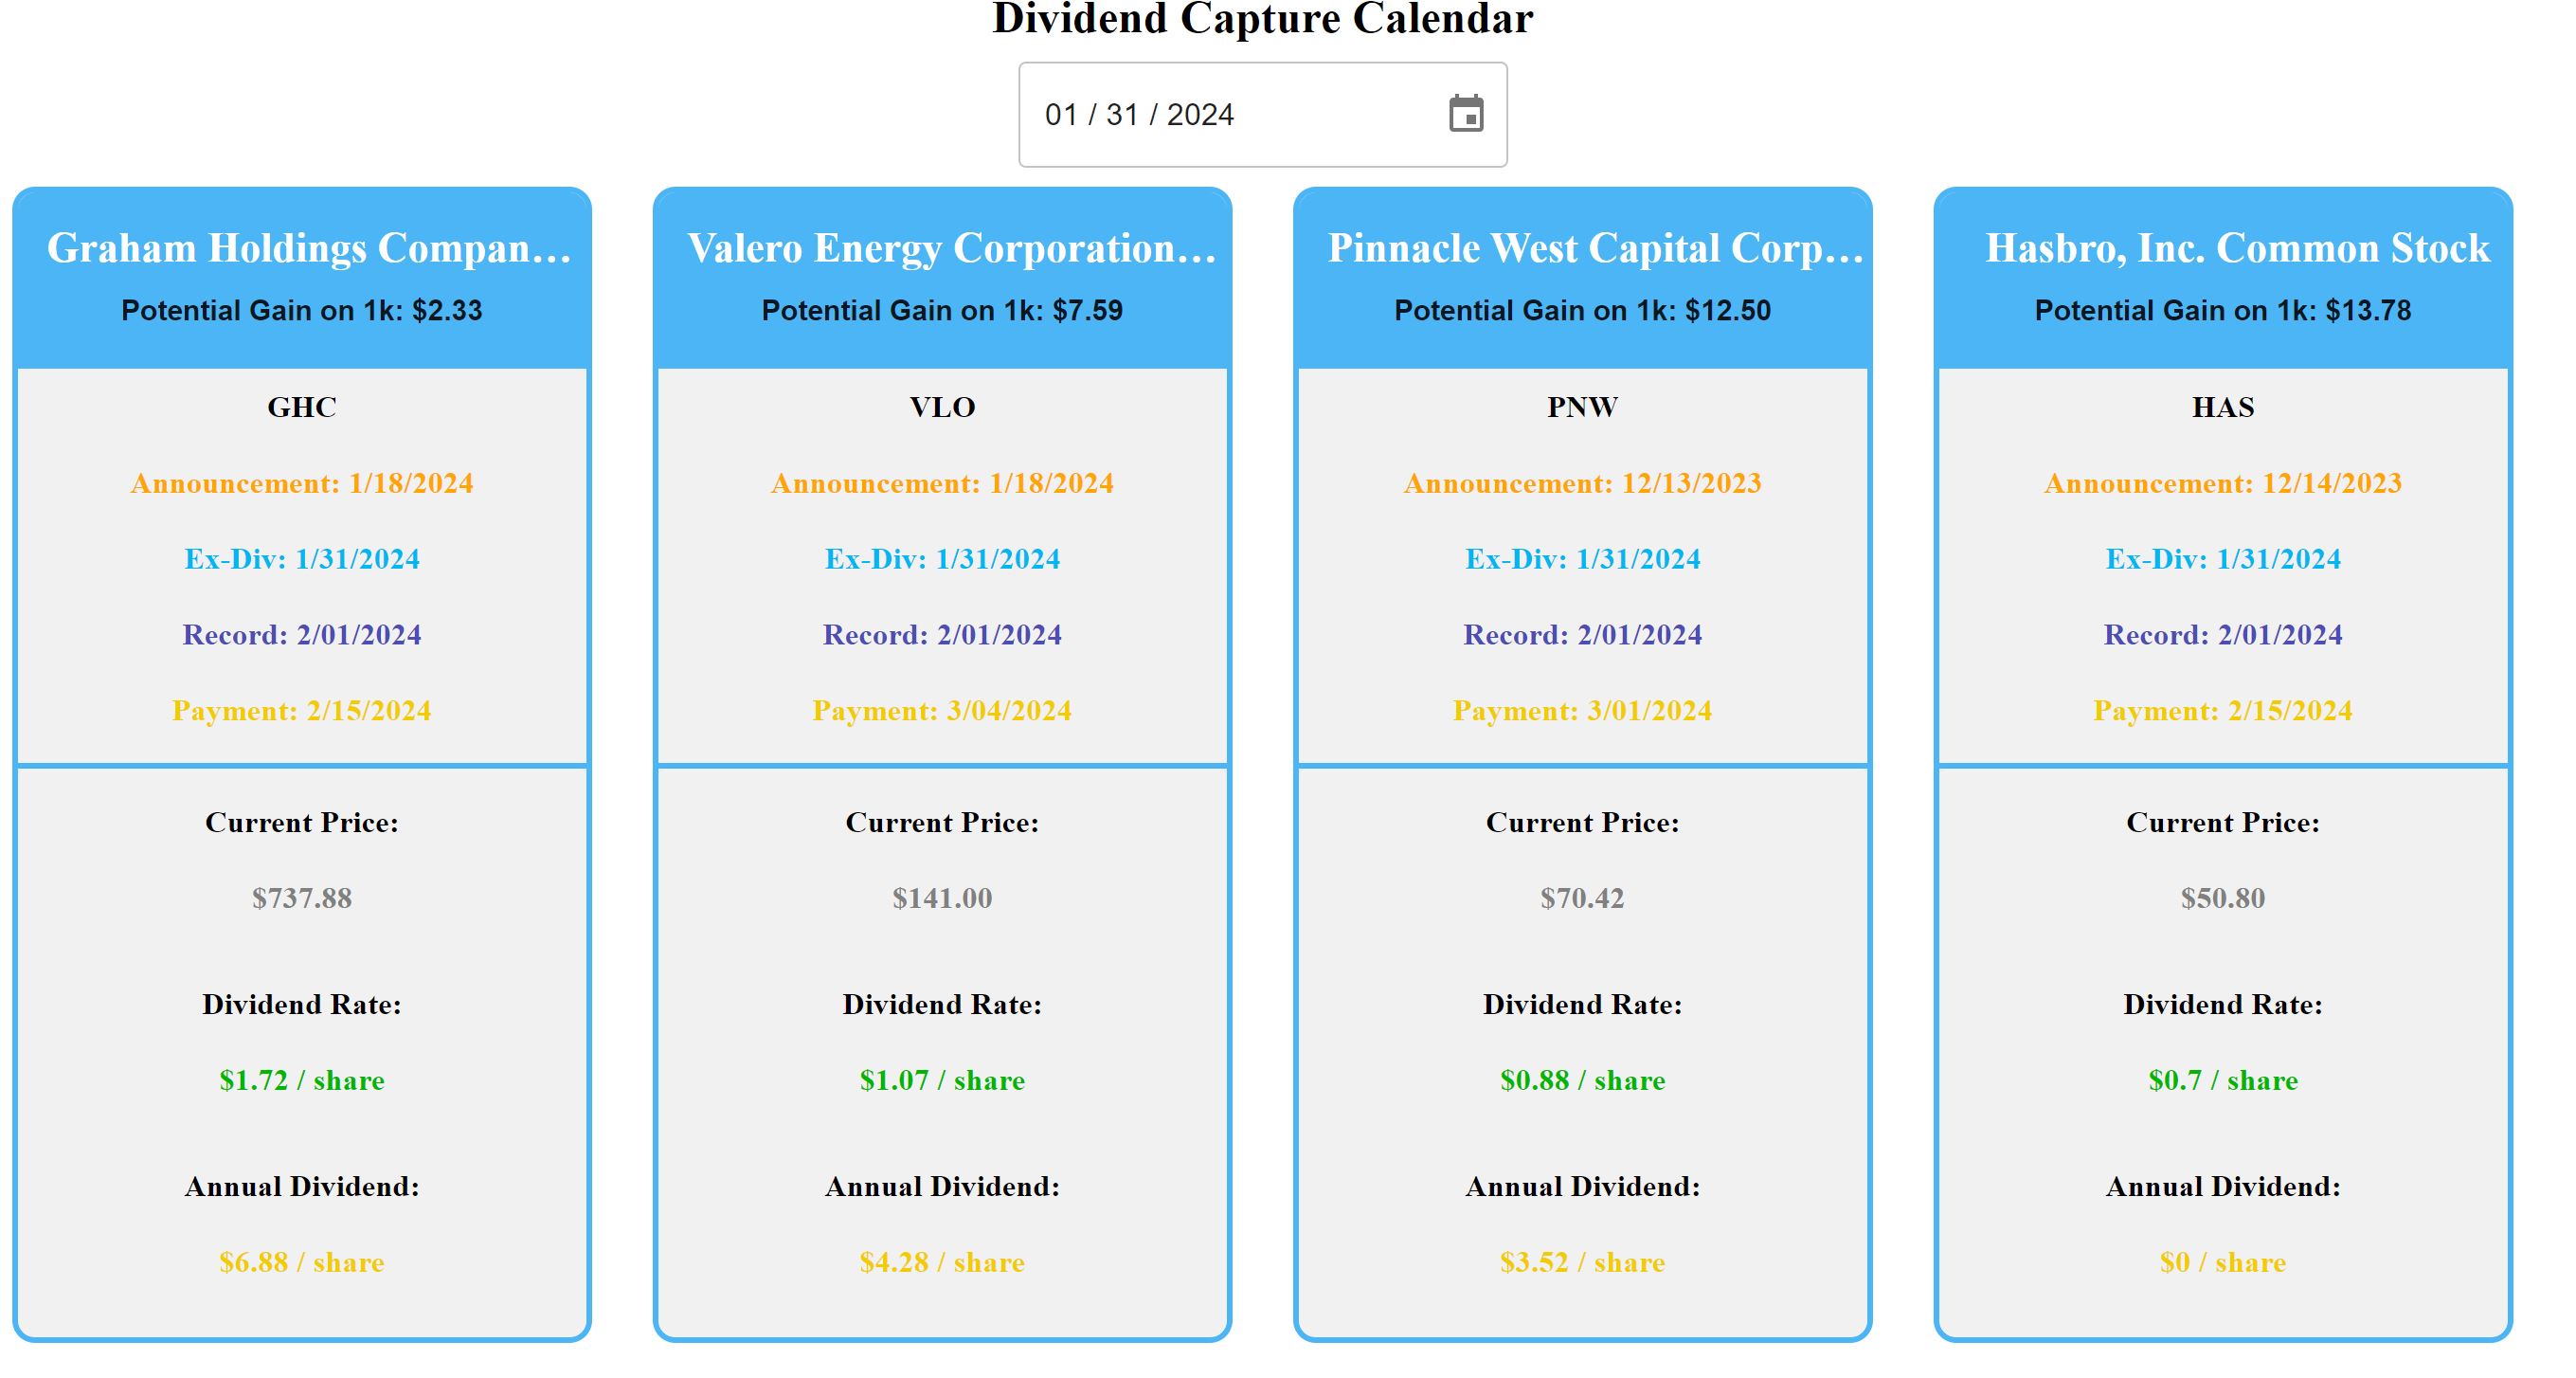 Dividend Capture Calendar
01 / 31 / 2024
Graham Holdings Compan...
Potential Gain on 1k: $2.33
GHC
Announcement: 1/18/2024
Ex-Div: 1/31/2024
Record: 2/01/2024
Payment: 2/15/2024
Current Price:
$737.88
Dividend Rate:
$1.72 / share
Annual Dividend:
$6.88 / share
Valero Energy Corporation...
Potential Gain on 1k: $7.59
VLO
Announcement: 1/18/2024
Ex-Div: 1/31/2024
Record: 2/01/2024
Payment: 3/04/2024
Current Price:
$141.00
Dividend Rate:
$1.07 / share
Annual Dividend:
$4.28 / share
Pinnacle West Capital Corp...
Potential Gain on 1k: $12.50
PNW
Announcement: 12/13/2023
Ex-Div: 1/31/2024
Record: 2/01/2024
Payment: 3/01/2024
Current Price:
$70.42
Dividend Rate:
$0.88 / share
Annual Dividend:
$3.52 / share
Hasbro, Inc. Common Stock
Potential Gain on 1k: $13.78
HAS
Announcement: 12/14/2023
Ex-Div: 1/31/2024
Record: 2/01/2024
Payment: 2/15/2024
Current Price:
$50.80
Dividend Rate:
$0.7 / share
Annual Dividend:
$0 / share